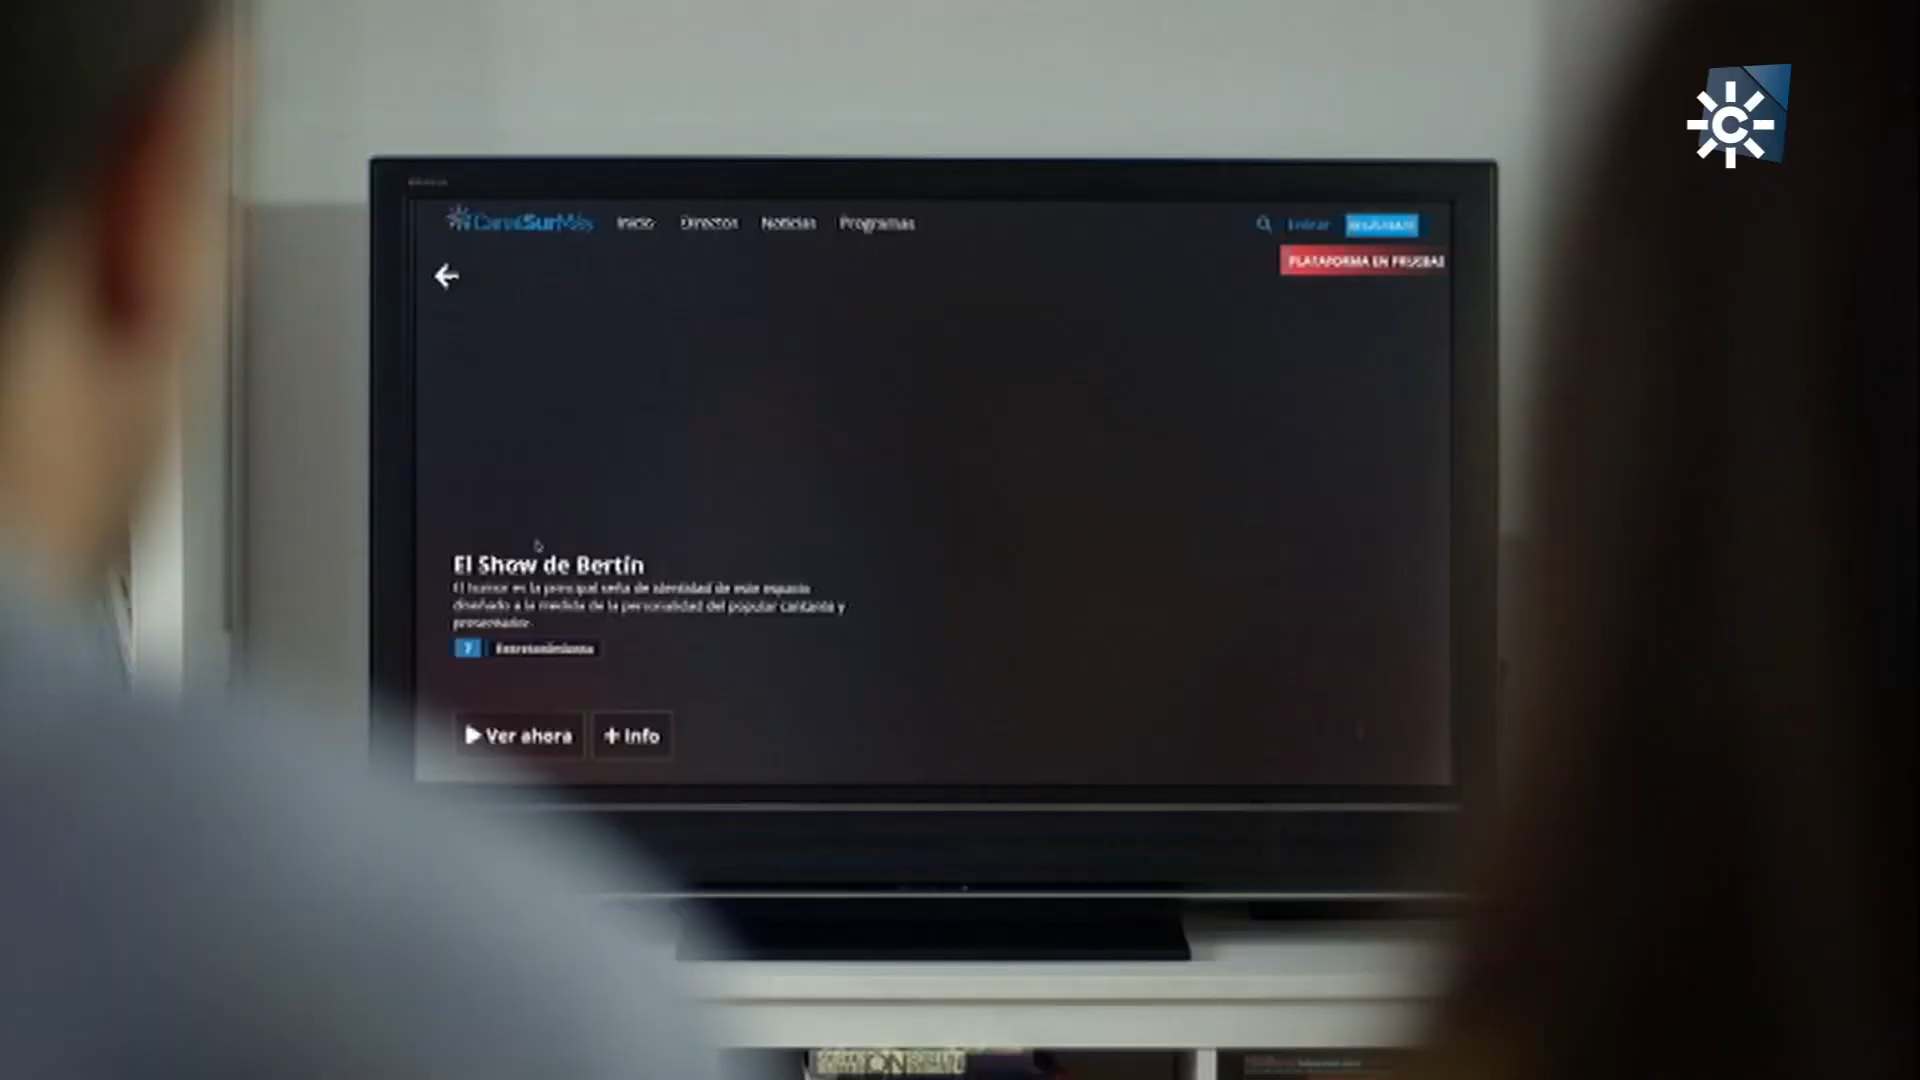 CanalSurMás Inicio Directos Noticias Programas Entrar REGÍSTRATE
PLATAFORMA EN PRUEBAS
El Show de Bertín
El humor es la principal seña de identidad de este espacio
diseñado a la medida de la personalidad del popular cantante y
presentador.
7 Entretenimiento
Ver ahora + Info